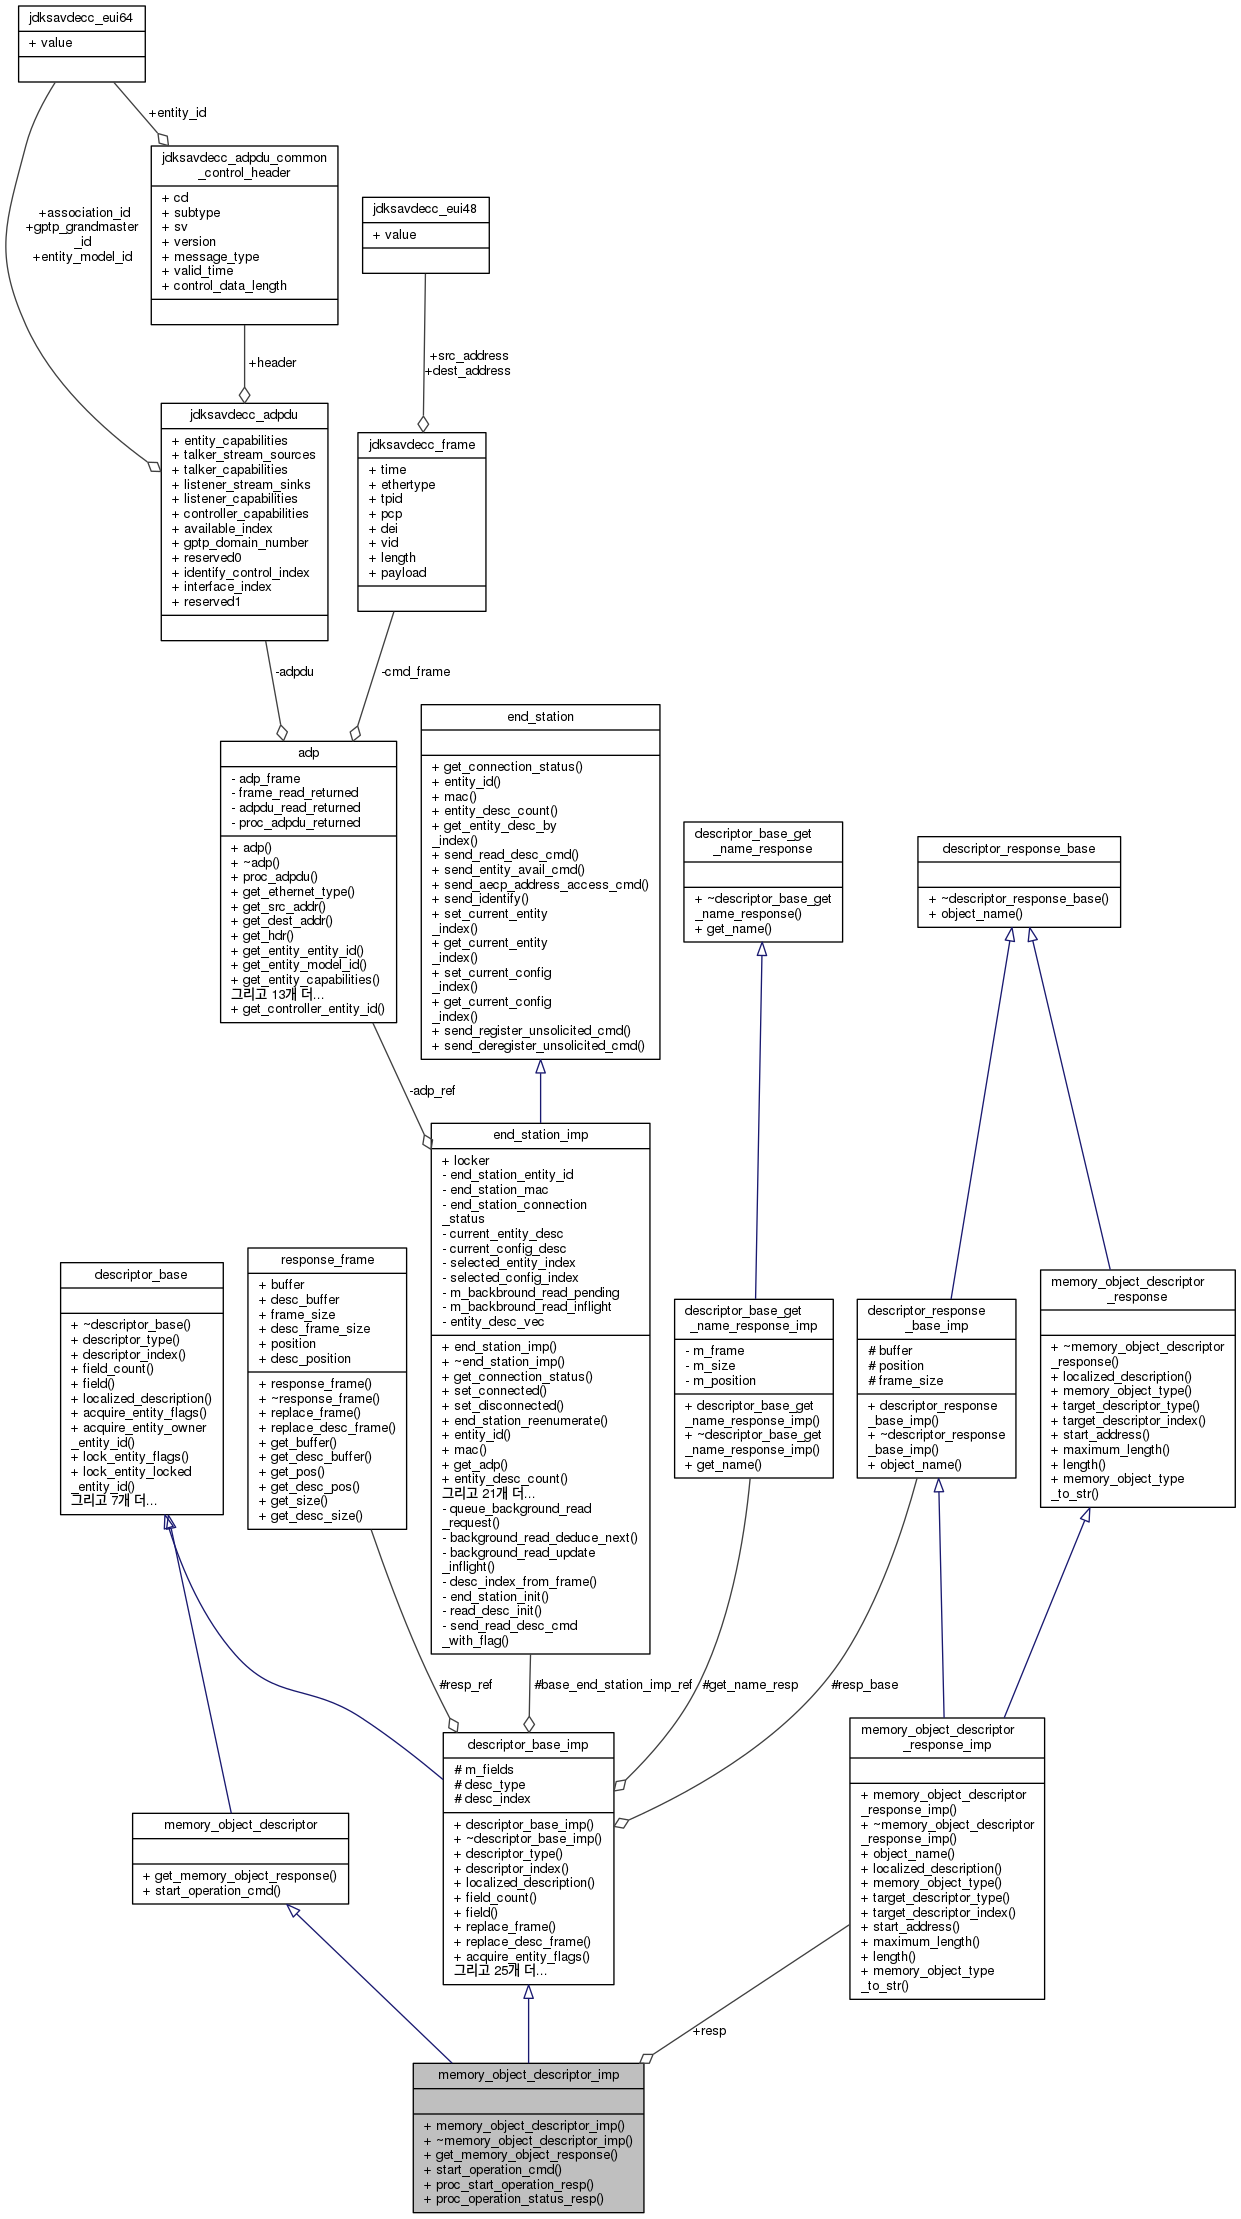 jdksavdecc_eui64
+ value
+entity_id
jdksavdecc_adpdu_common
_control_header
+ cd
+ subtype
+ sv
+ version
+ message_type
+ valid_time
+ control_data_length
+association_id
+gptp_grandmaster
_id
+entity_model_id
jdksavdecc_eui48
+ value
+header
+src_address
+dest_address
jdksavdecc_adpdu
+ entity_capabilities
+ talker_stream_sources
+ talker_capabilities
+ listener_stream_sinks
+ listener_capabilities
+ controller_capabilities
+ available_index
+ gptp_domain_number
+ reserved0
+ identify_control_index
+ interface_index
+ reserved1
jdksavdecc_frame
+ time
+ ethertype
+ tpid
+ pcp
+ dei
+ vid
+ length
+ payload
-adpdu
-cmd_frame
adp
- adp_frame
- frame_read_returned
- adpdu_read_returned
- proc_adpdu_returned
+ adp()
+ ~adp()
+ proc_adpdu()
+ get_ethernet_type()
+ get_src_addr()
+ get_dest_addr()
+ get_hdr()
+ get_entity_entity_id()
+ get_entity_model_id()
+ get_entity_capabilities()
그리고 13개 더...
+ get_controller_entity_id()
end_station
+ get_connection_status()
+ entity_id()
+ mac()
+ entity_desc_count()
+ get_entity_desc_by
_index()
+ send_read_desc_cmd()
+ send_entity_avail_cmd()
+ send_aecp_address_access_cmd()
+ send_identify()
+ set_current_entity
_index()
+ get_current_entity
_index()
+ set_current_config
_index()
+ get_current_config
_index()
+ send_register_unsolicited_cmd()
+ send_deregister_unsolicited_cmd()
descriptor_base_get
_name_response
+ ~descriptor_base_get
_name_response()
+ get_name()
descriptor_response_base
+ ~descriptor_response_base()
+ object_name()
-adp_ref
end_station_imp
+ locker
- end_station_entity_id
- end_station_mac
- end_station_connection
_status
- current_entity_desc
- current_config_desc
- selected_entity_index
- selected_config_index
- m_backbround_read_pending
- m_backbround_read_inflight
- entity_desc_vec
+ end_station_imp()
+ ~end_station_imp()
+ get_connection_status()
+ set_connected()
+ set_disconnected()
+ end_station_reenumerate()
+ entity_id()
+ mac()
+ get_adp()
+ entity_desc_count()
그리고 21개 더...
- queue_background_read
_request()
- background_read_deduce_next()
- background_read_update
_inflight()
- desc_index_from_frame()
- end_station_init()
- read_desc_init()
- send_read_desc_cmd
_with_flag()
descriptor_base
+ ~descriptor_base()
+ descriptor_type()
+ descriptor_index()
+ field_count()
+ field()
+ localized_description()
+ acquire_entity_flags()
+ acquire_entity_owner
_entity_id()
+ lock_entity_flags()
+ lock_entity_locked
_entity_id()
그리고 7개 더...
response_frame
+ buffer
+ desc_buffer
+ frame_size
+ desc_frame_size
+ position
+ desc_position
+ response_frame()
+ ~response_frame()
+ replace_frame()
+ replace_desc_frame()
+ get_buffer()
+ get_desc_buffer()
+ get_pos()
+ get_desc_pos()
+ get_size()
+ get_desc_size()
descriptor_base_get
_name_response_imp
- m_frame
- m_size
- m_position
+ descriptor_base_get
_name_response_imp()
+ ~descriptor_base_get
_name_response_imp()
+ get_name()
descriptor_response
_base_imp
# buffer
# position
# frame_size
+ descriptor_response
_base_imp()
+ ~descriptor_response
_base_imp()
+ object_name()
memory_object_descriptor
_response
+ ~memory_object_descriptor
_response()
+ localized_description()
+ memory_object_type()
+ target_descriptor_type()
+ target_descriptor_index()
+ start_address()
+ maximum_length()
+ length()
+ memory_object_type
_to_str()
#resp_ref
#base_end_station_imp_ref
#get_name_resp
#resp_base
descriptor_base_imp
# m_fields
# desc_type
# desc_index
+ descriptor_base_imp()
+ ~descriptor_base_imp()
+ descriptor_type()
+ descriptor_index()
+ localized_description()
+ field_count()
+ field()
+ replace_frame()
+ replace_desc_frame()
+ acquire_entity_flags()
그리고 25개 더...
memory_object_descriptor
+ get_memory_object_response()
+ start_operation_cmd()
memory_object_descriptor
_response_imp
+ memory_object_descriptor
_response_imp()
+ ~memory_object_descriptor
_response_imp()
+ object_name()
+ localized_description()
+ memory_object_type()
+ target_descriptor_type()
+ target_descriptor_index()
+ start_address()
+ maximum_length()
+ length()
+ memory_object_type
_to_str()
+resp
memory_object_descriptor_imp
+ memory_object_descriptor_imp()
+ ~memory_object_descriptor_imp()
+ get_memory_object_response()
+ start_operation_cmd()
+ proc_start_operation_resp()
+ proc_operation_status_resp()